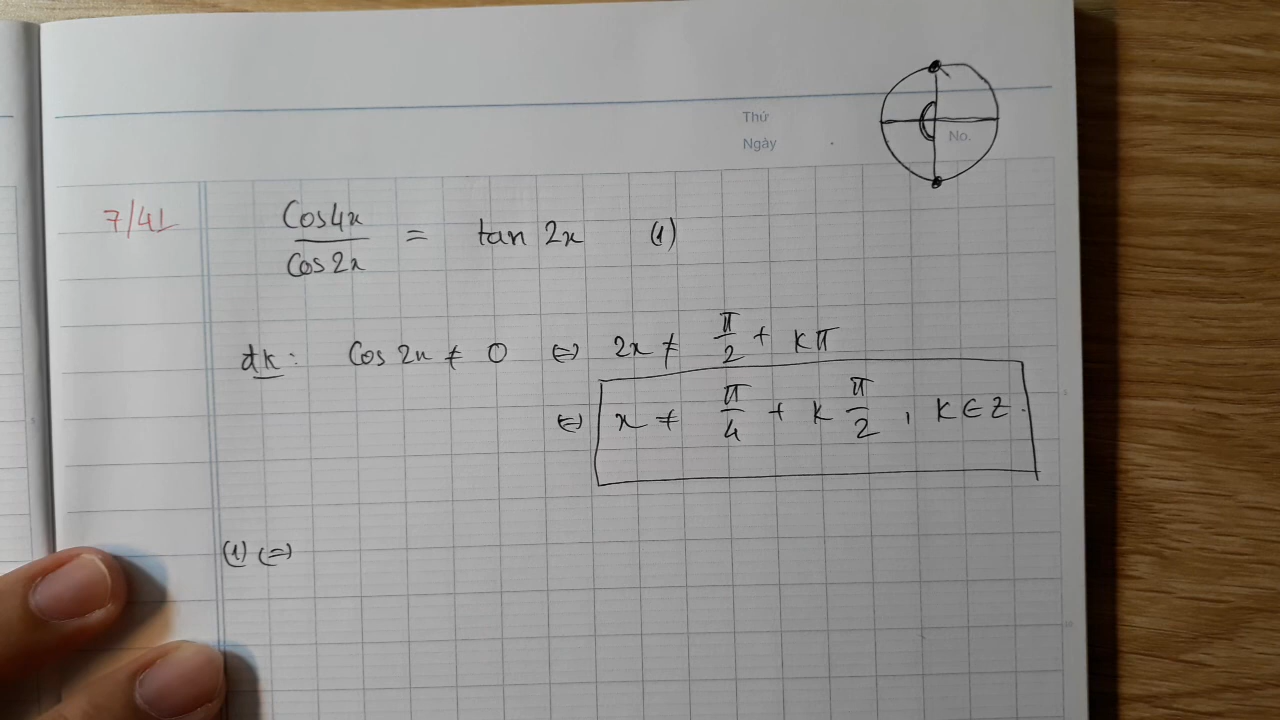 Thứ
Ngày
No.
7/41
cos4x / cos2x = tan 2x (1)
đk: cos 2x ≠ 0 ⇔ 2x ≠ π/2 + kπ
⇔ x ≠ π/4 + k π/2 , k ∈ Z.
(1) ⇔